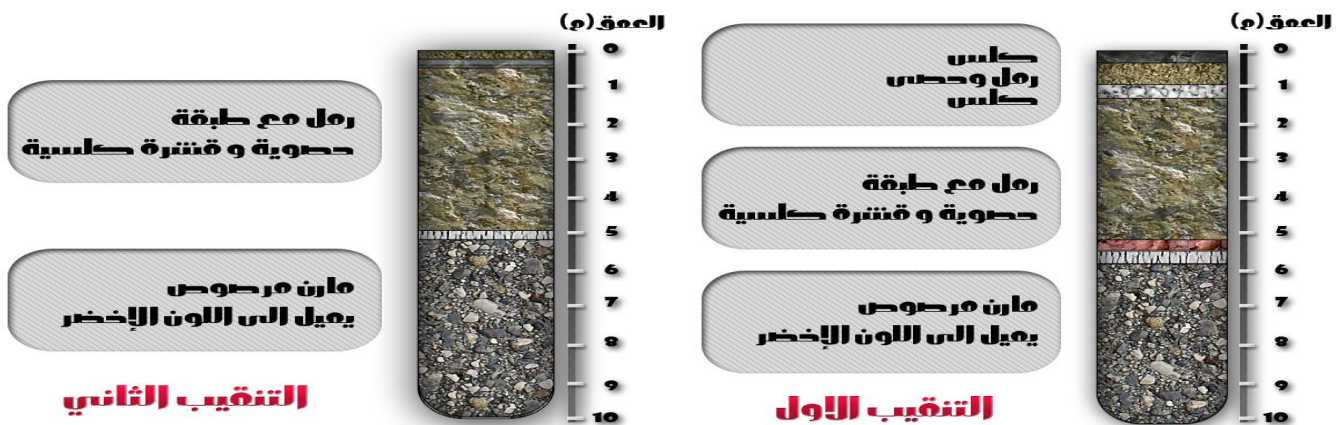 العمق(م)
0
1
2
3
4
5
6
7
8
9
10
كلس
رمل وحصى
كلس
رمل مع طبقة
حصوية و قشرة كلسية
مارن مرصوص
يميل الى اللون الإخضر
التنقيب الاول
العمق(م)
0
1
2
3
4
5
6
7
8
9
10
رمل مع طبقة
حصوية و قشرة كلسية
مارن مرصوص
يميل الى اللون الإخضر
التنقيب الثاني